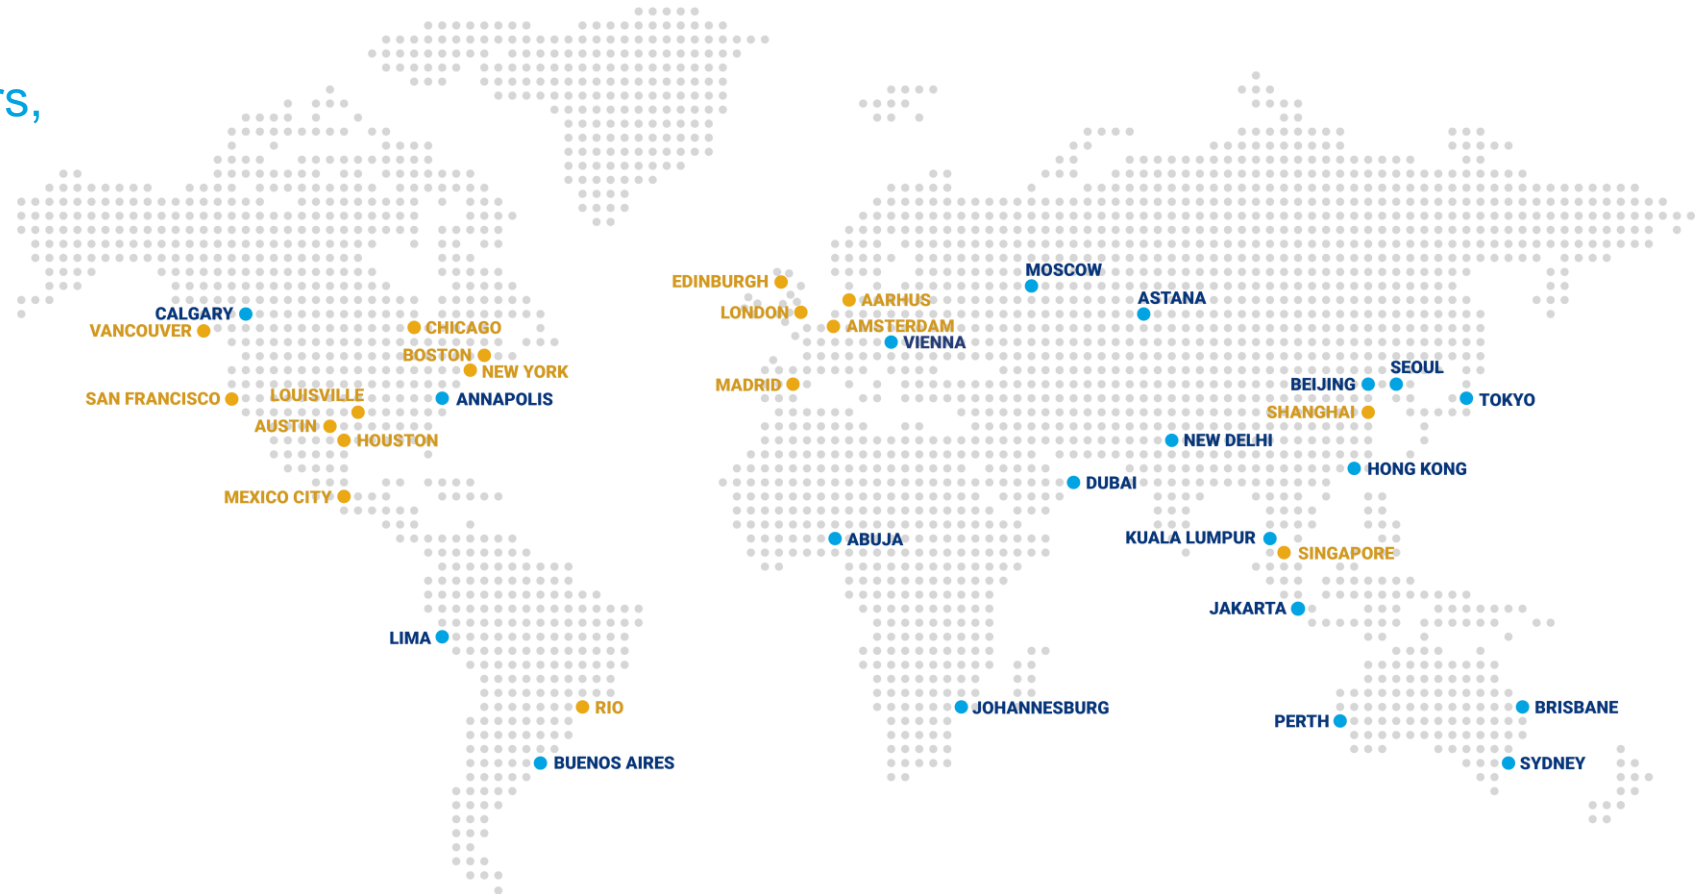 rs,
MOSCOW
EDINBURGH
AARHUS
ASTANA
CALGARY
LONDON
VANCOUVER
CHICAGO
AMSTERDAM
VIENNA
BOSTON
NEW YORK
SEOUL
MADRID
BEIJING
SAN FRANCISCO
LOUISVILLE
ANNAPOLIS
TOKYO
SHANGHAI
AUSTIN
HOUSTON
NEW DELHI
HONG KONG
DUBAI
MEXICO CITY
ABUJA
KUALA LUMPUR
SINGAPORE
JAKARTA
LIMA
RIO
JOHANNESBURG
BRISBANE
PERTH
BUENOS AIRES
SYDNEY